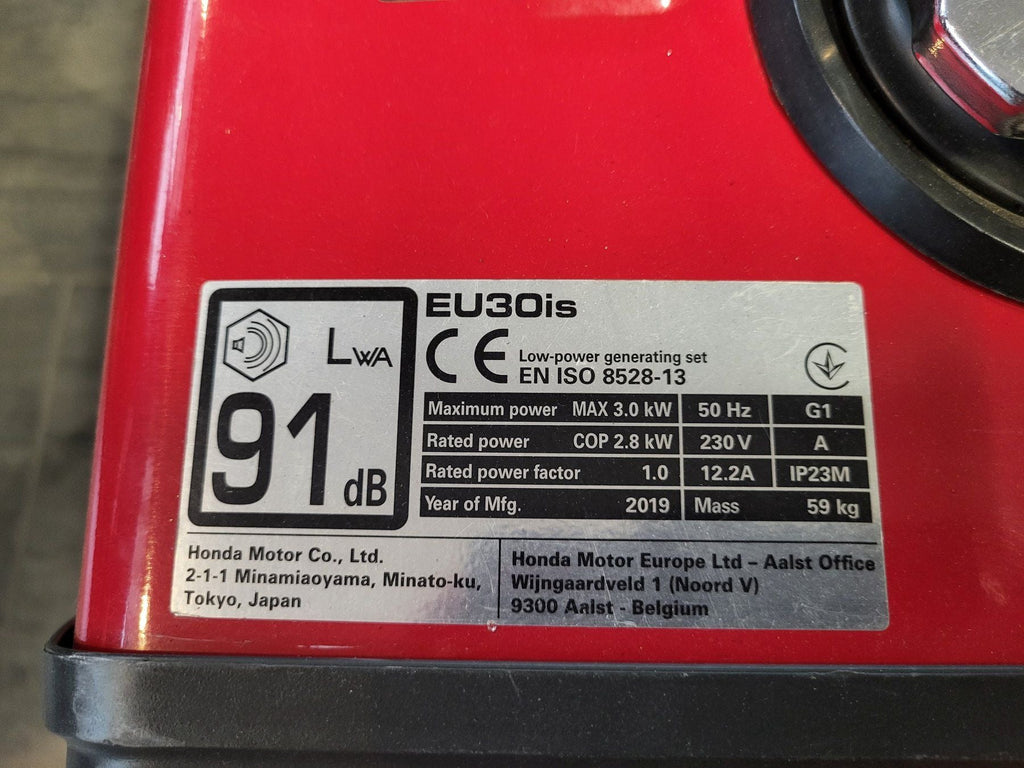 LWA
91 dB
EU30is
CE
Low-power generating set
EN ISO 8528-13
Maximum power MAX 3.0 kW 50 Hz G1
Rated power COP 2.8 kW 230 V A
Rated power factor 1.0 12.2A IP23M
Year of Mfg. 2019 Mass 59 kg
Honda Motor Co., Ltd.
2-1-1 Minamiaoyama, Minato-ku,
Tokyo, Japan
Honda Motor Europe Ltd – Aalst Office
Wijngaardveld 1 (Noord V)
9300 Aalst - Belgium